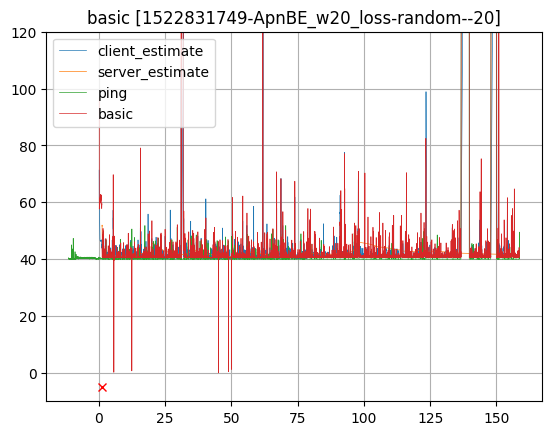 basic [1522831749-ApnBE_w20_loss-random--20]
client_estimate
server_estimate
ping
basic
120
100
80
60
40
20
0
0 25 50 75 100 125 150